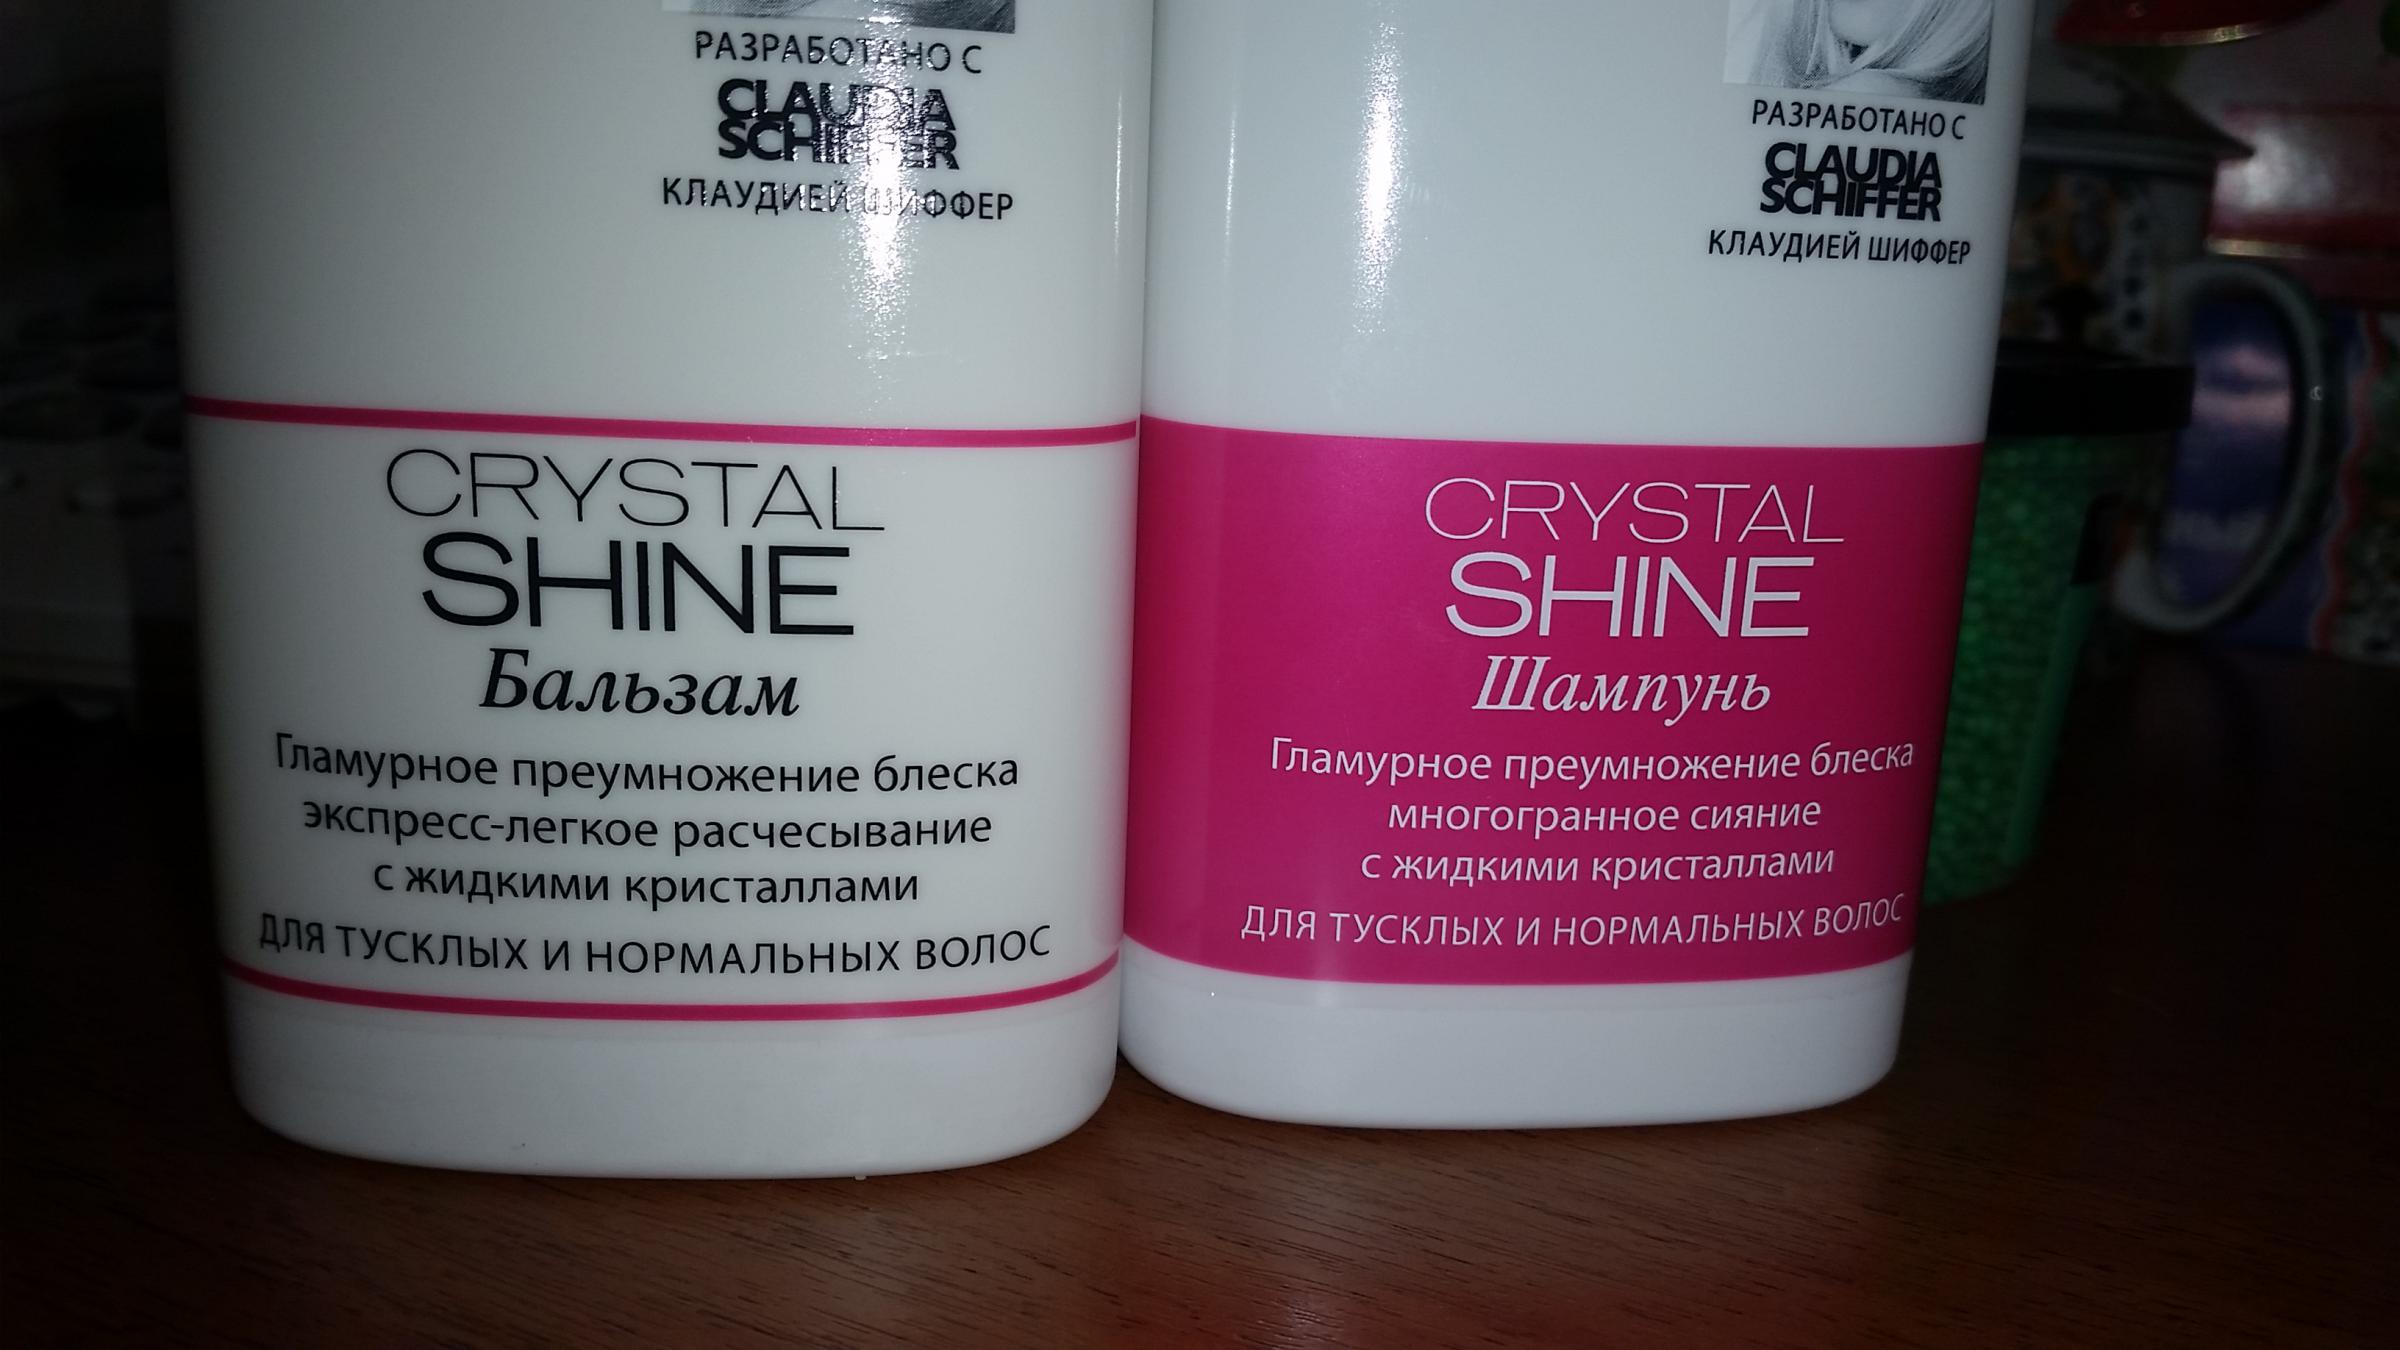 РАЗРАБОТАНО С
CLAUDIA
SCHIFFER
КЛАУДИЕЙ ШИФФЕР
CRYSTAL
SHINE
Бальзам
Гламурное преумножение блеска
экспресс-легкое расчесывание
с жидкими кристаллами
ДЛЯ ТУСКЛЫХ И НОРМАЛЬНЫХ ВОЛОС
РАЗРАБОТАНО С
CLAUDIA
SCHIFFER
КЛАУДИЕЙ ШИФФЕР
CRYSTAL
SHINE
Шампунь
Гламурное преумножение блеска
многогранное сияние
с жидкими кристаллами
ДЛЯ ТУСКЛЫХ И НОРМАЛЬНЫХ ВОЛОС